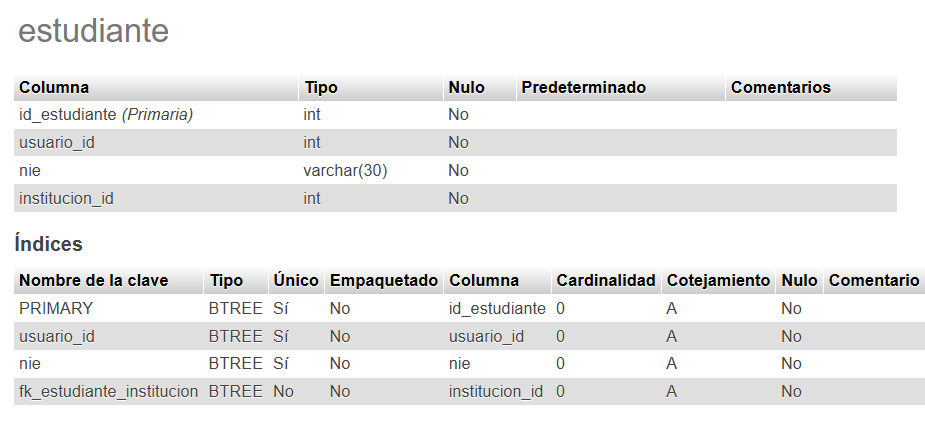 estudiante
Columna Tipo Nulo Predeterminado Comentarios
id_estudiante (Primaria) int No
usuario_id int No
nie varchar(30) No
institucion_id int No
Índices
Nombre de la clave Tipo Único Empaquetado Columna Cardinalidad Cotejamiento Nulo Comentario
PRIMARY BTREE Sí No id_estudiante 0 A No
usuario_id BTREE Sí No usuario_id 0 A No
nie BTREE Sí No nie 0 A No
fk_estudiante_institucion BTREE No No institucion_id 0 A No